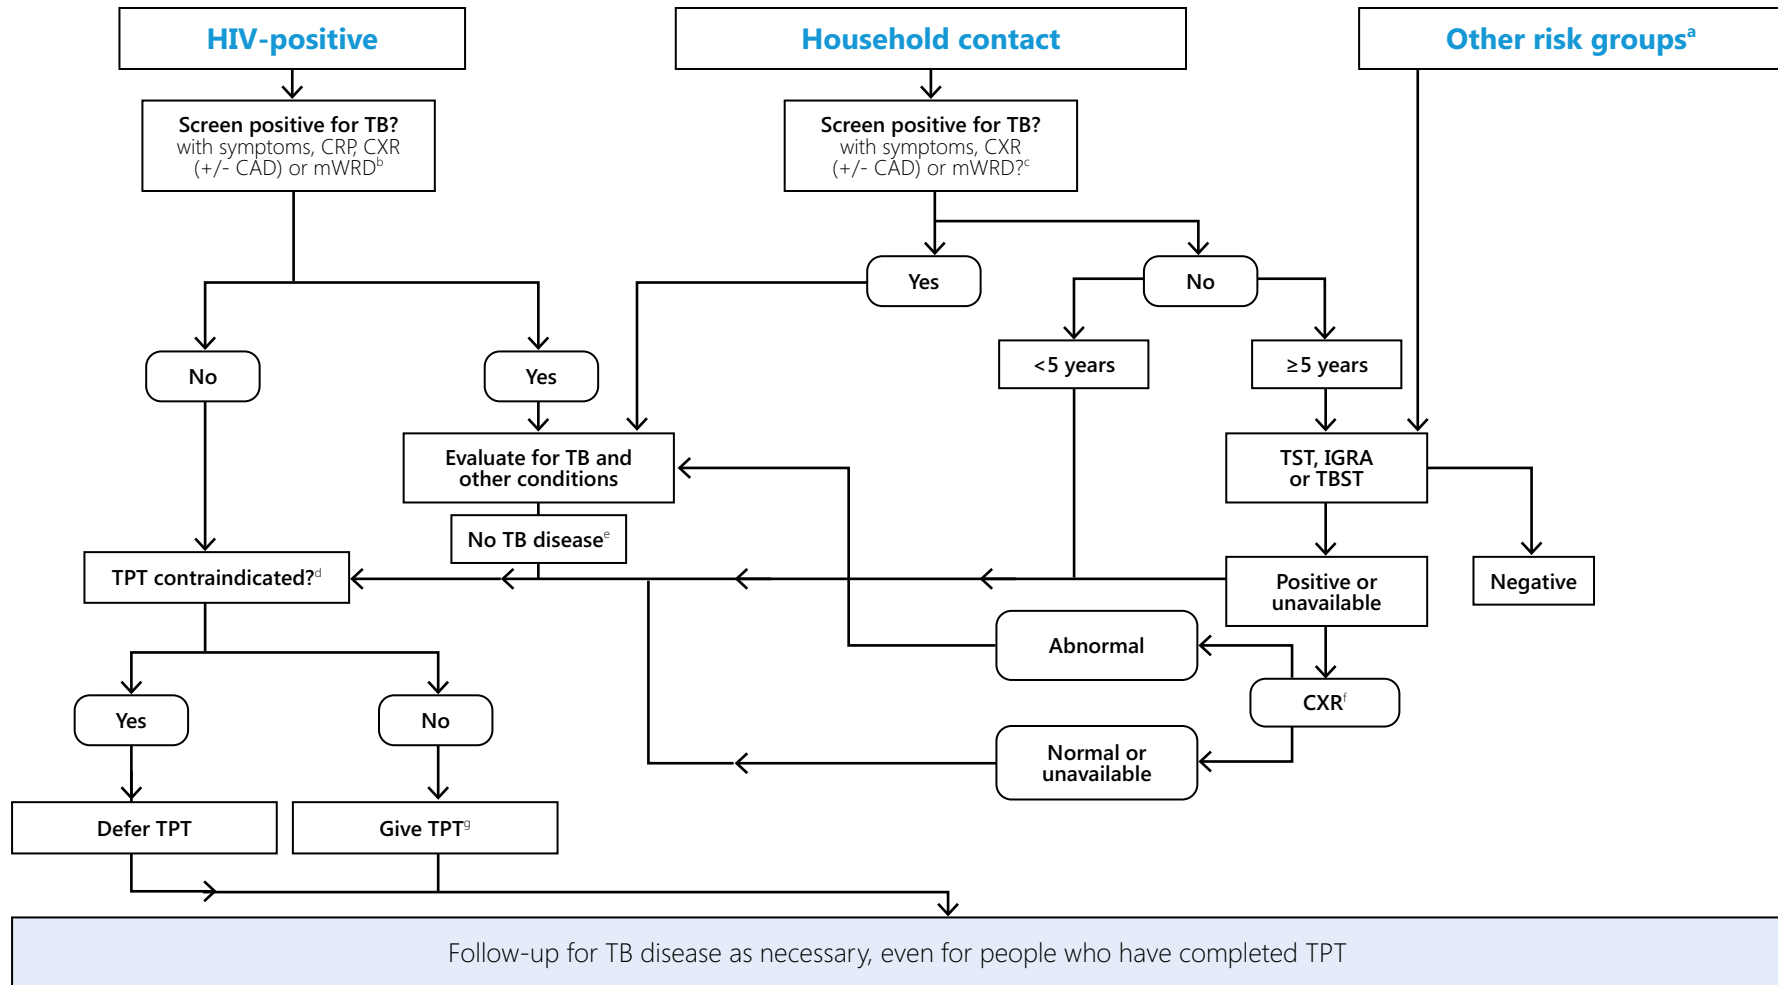 HIV-positive
Household contact
Other risk groupsᵃ
Screen positive for TB?
with symptoms, CRP, CXR
(+/- CAD) or mWRDᵇ
Screen positive for TB?
with symptoms, CXR
(+/- CAD) or mWRD?ᶜ
Yes
No
No
Yes
<5 years
≥5 years
Evaluate for TB and
other conditions
TST, IGRA
or TBST
No TB diseaseᵉ
TPT contraindicated?ᵈ
Positive or
unavailable
Negative
Abnormal
CXRᶠ
Yes
No
Normal or
unavailable
Defer TPT
Give TPTᵍ
Follow-up for TB disease as necessary, even for people who have completed TPT